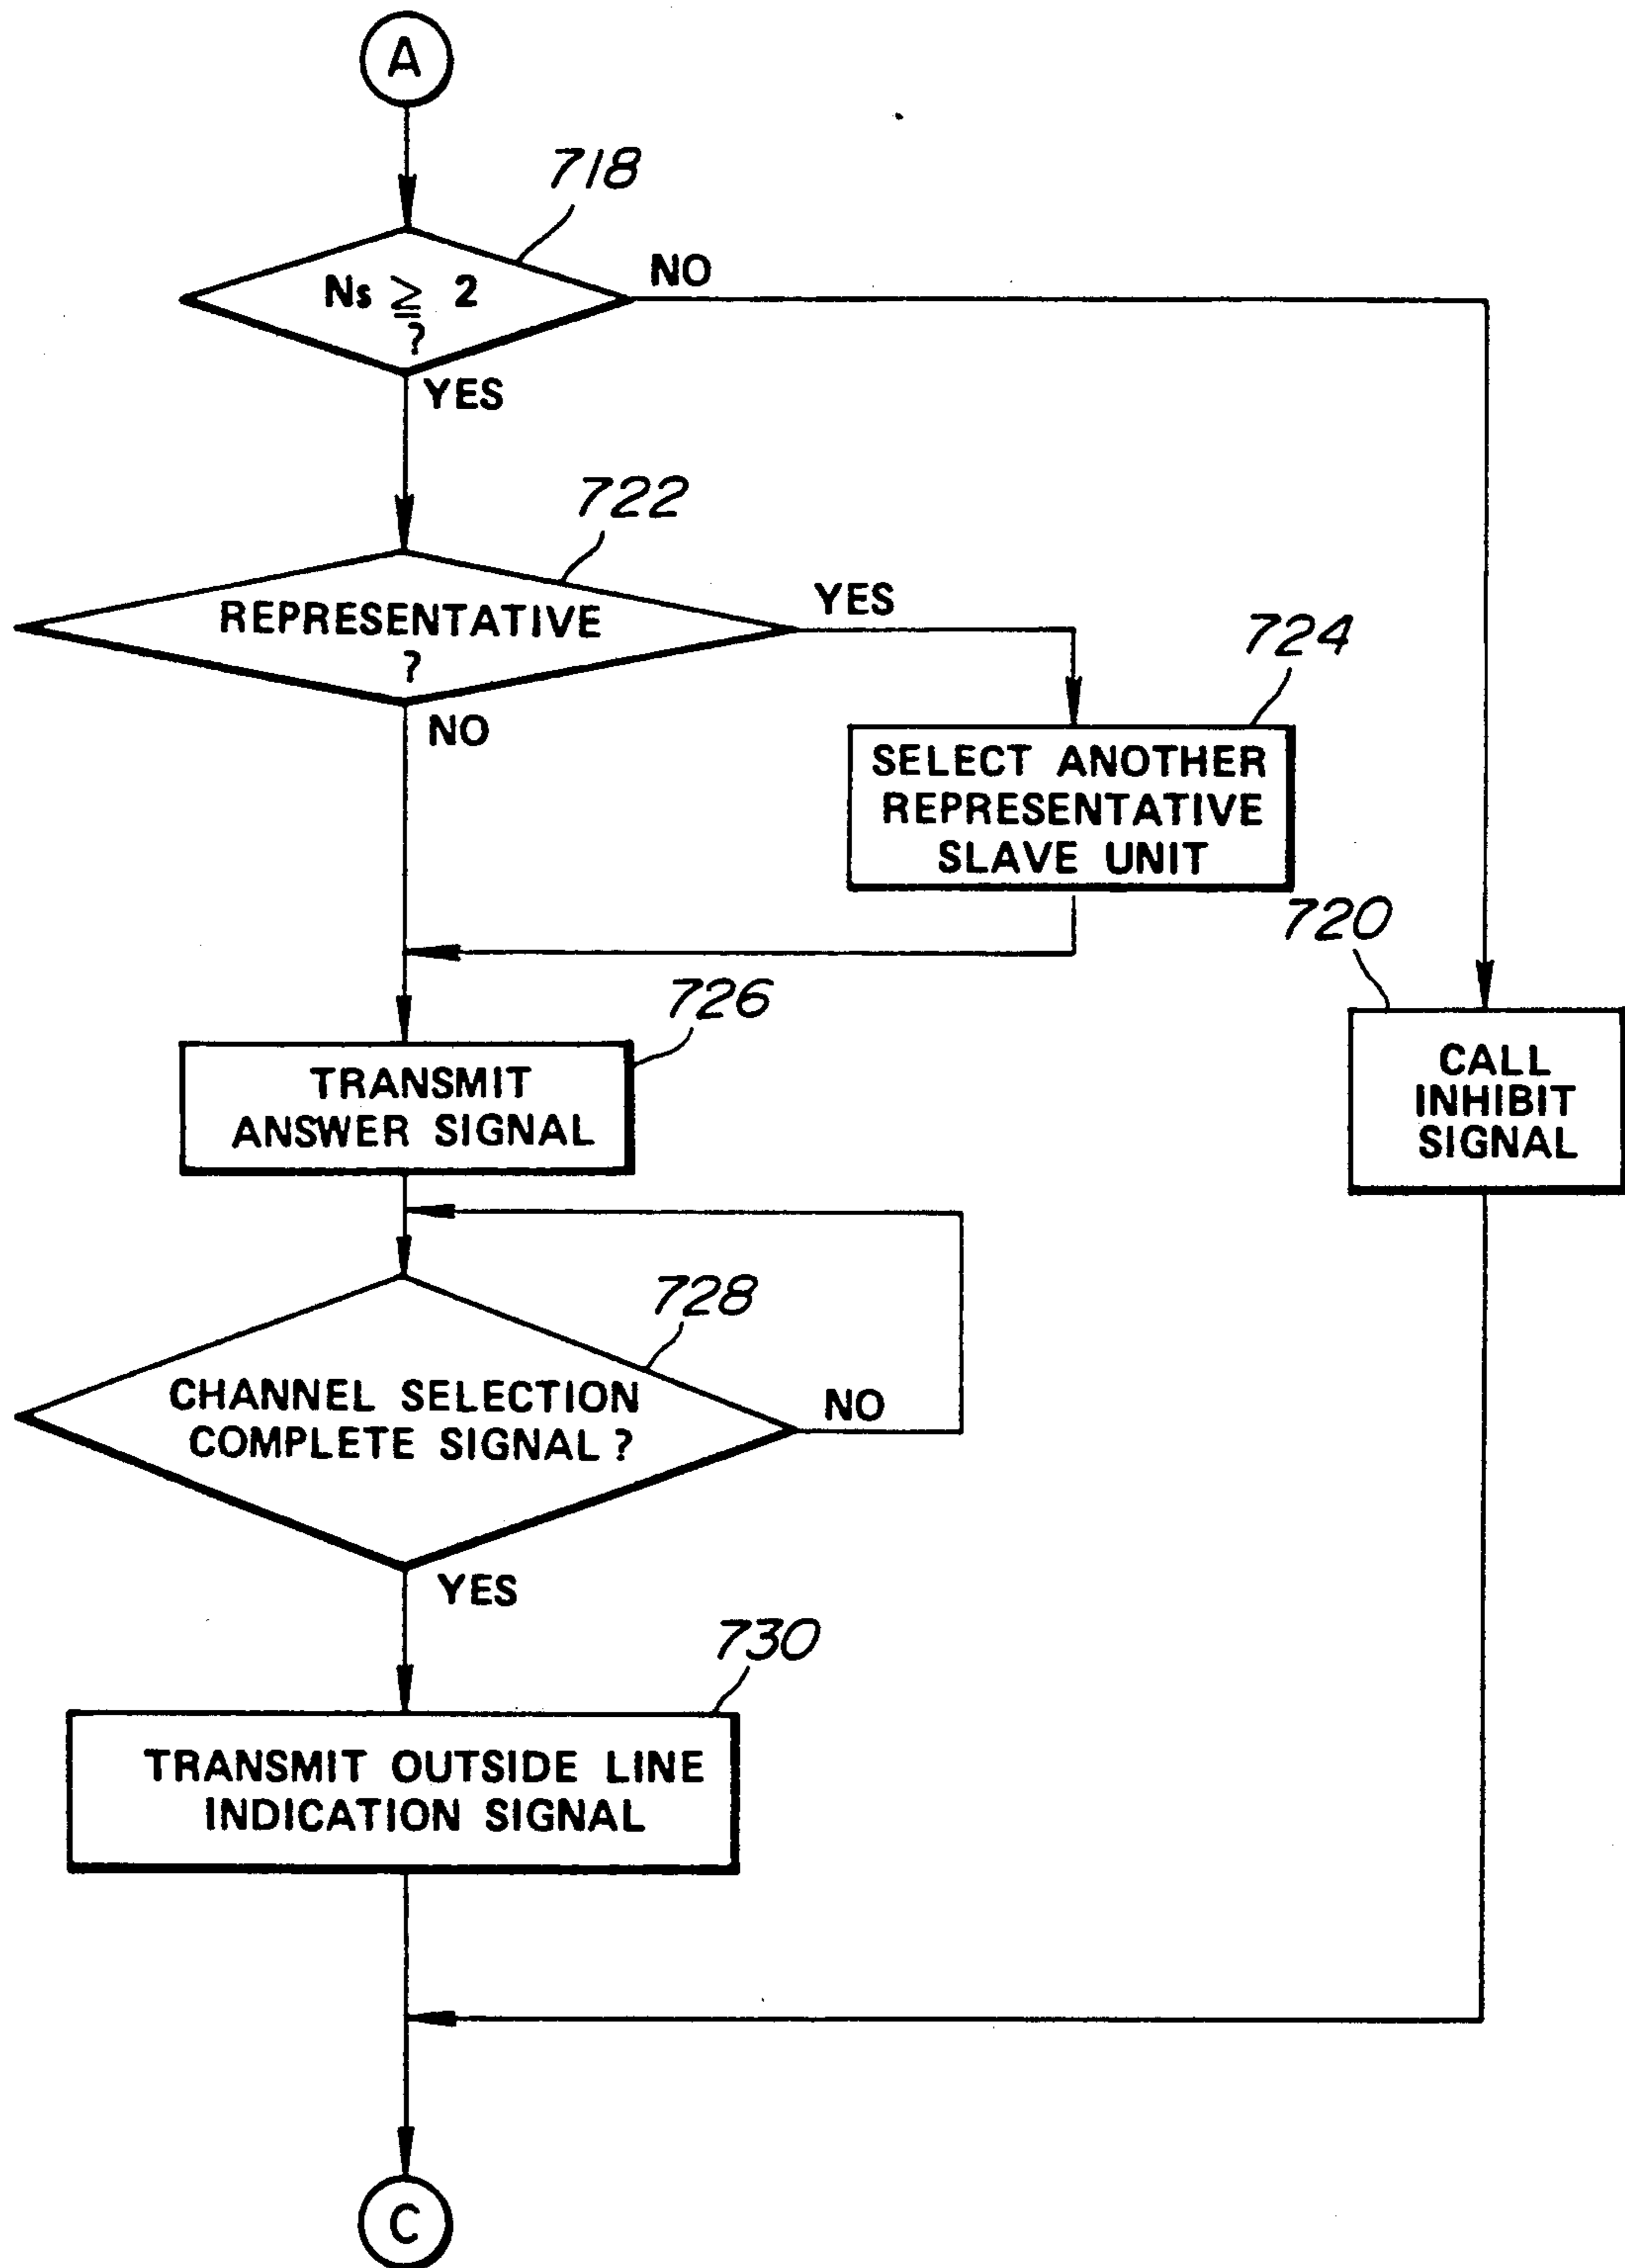 A
718
Ns ≧ 2
?
NO
YES
722
REPRESENTATIVE
?
YES
NO
724
SELECT ANOTHER
REPRESENTATIVE
SLAVE UNIT
720
CALL
INHIBIT
SIGNAL
726
TRANSMIT
ANSWER SIGNAL
728
CHANNEL SELECTION
COMPLETE SIGNAL ?
NO
YES
730
TRANSMIT OUTSIDE LINE
INDICATION SIGNAL
C